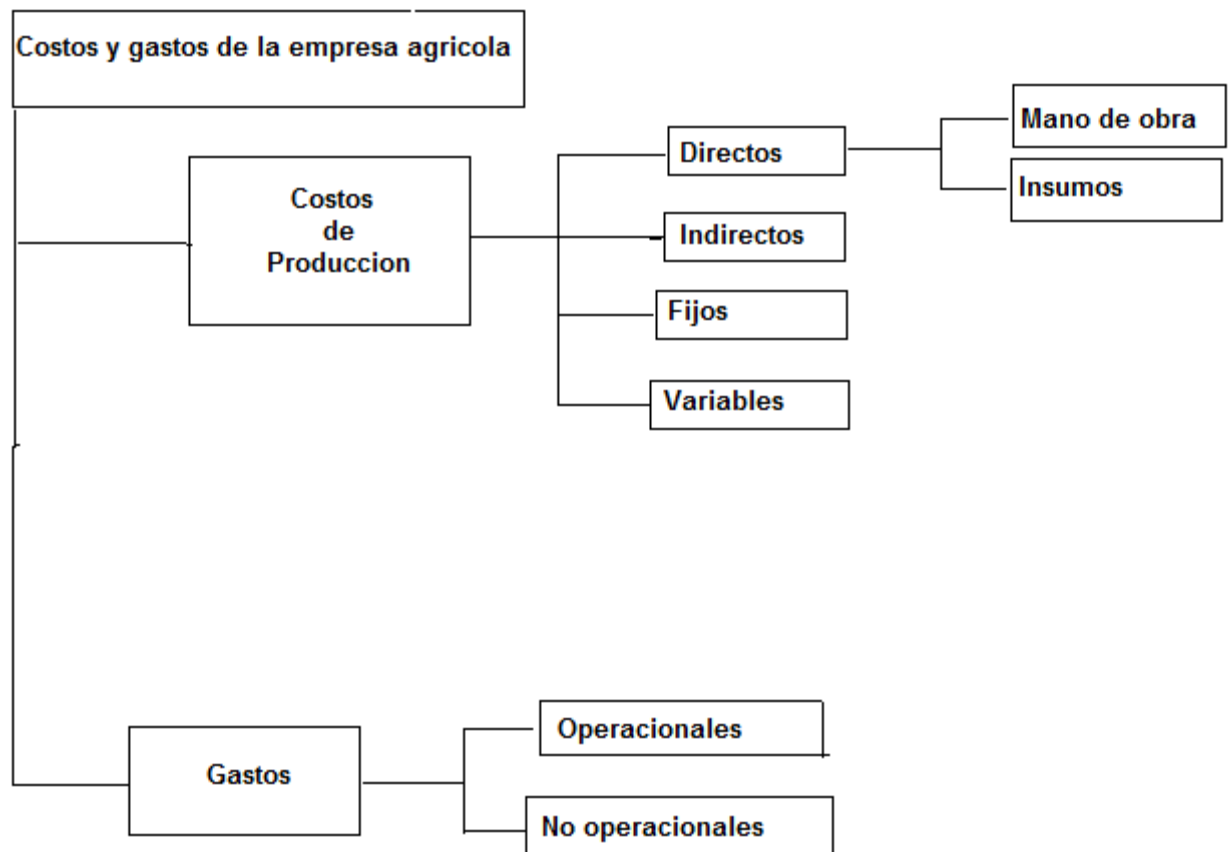 Costos y gastos de la empresa agricola
Costos
de
Produccion
Directos
Mano de obra
Insumos
Indirectos
Fijos
Variables
Gastos
Operacionales
No operacionales